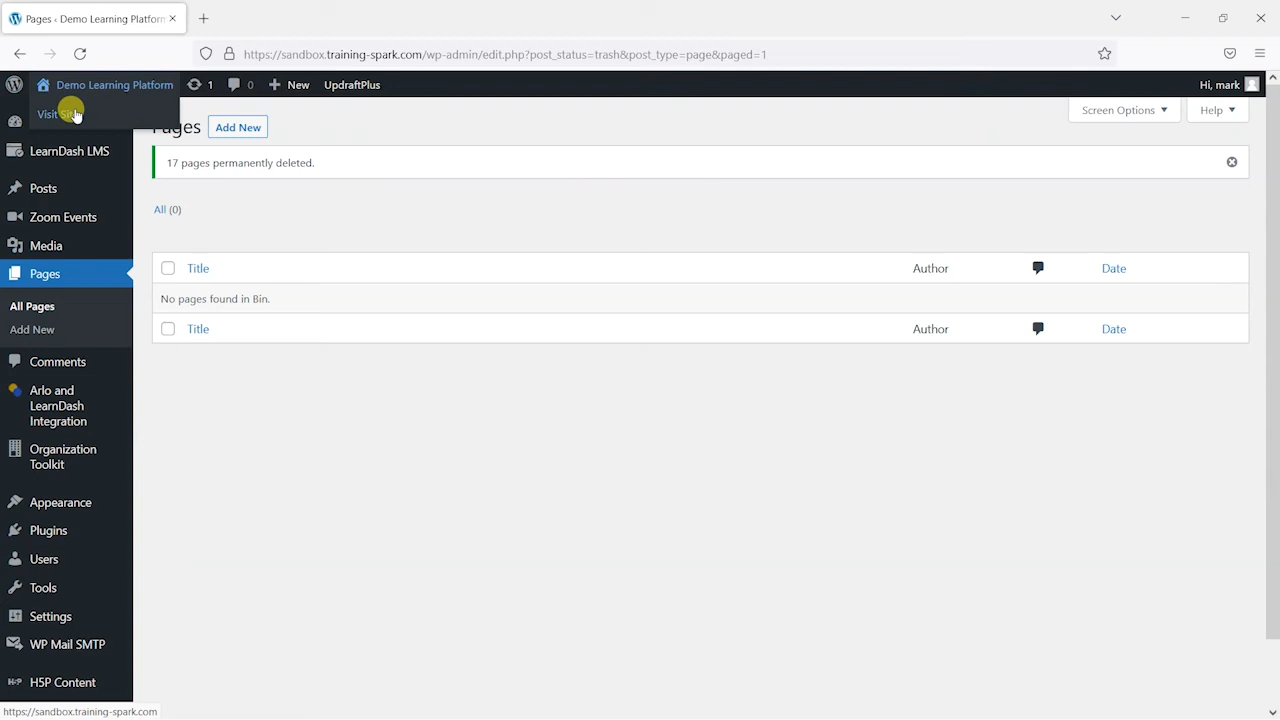 Pages ‹ Demo Learning Platform
https://sandbox.training-spark.com/wp-admin/edit.php?post_status=trash&post_type=page&paged=1
Demo Learning Platform
1
0
New
UpdraftPlus
Hi, mark
Visit Site
Screen Options
Help
Pages
Add New
LearnDash LMS
17 pages permanently deleted.
Posts
All (0)
Zoom Events
Media
Title
Author
Date
Pages
No pages found in Bin.
All Pages
Add New
Title
Author
Date
Comments
Arlo and
LearnDash
Integration
Organization
Toolkit
Appearance
Plugins
Users
Tools
Settings
WP Mail SMTP
H5P
H5P Content
https://sandbox.training-spark.com